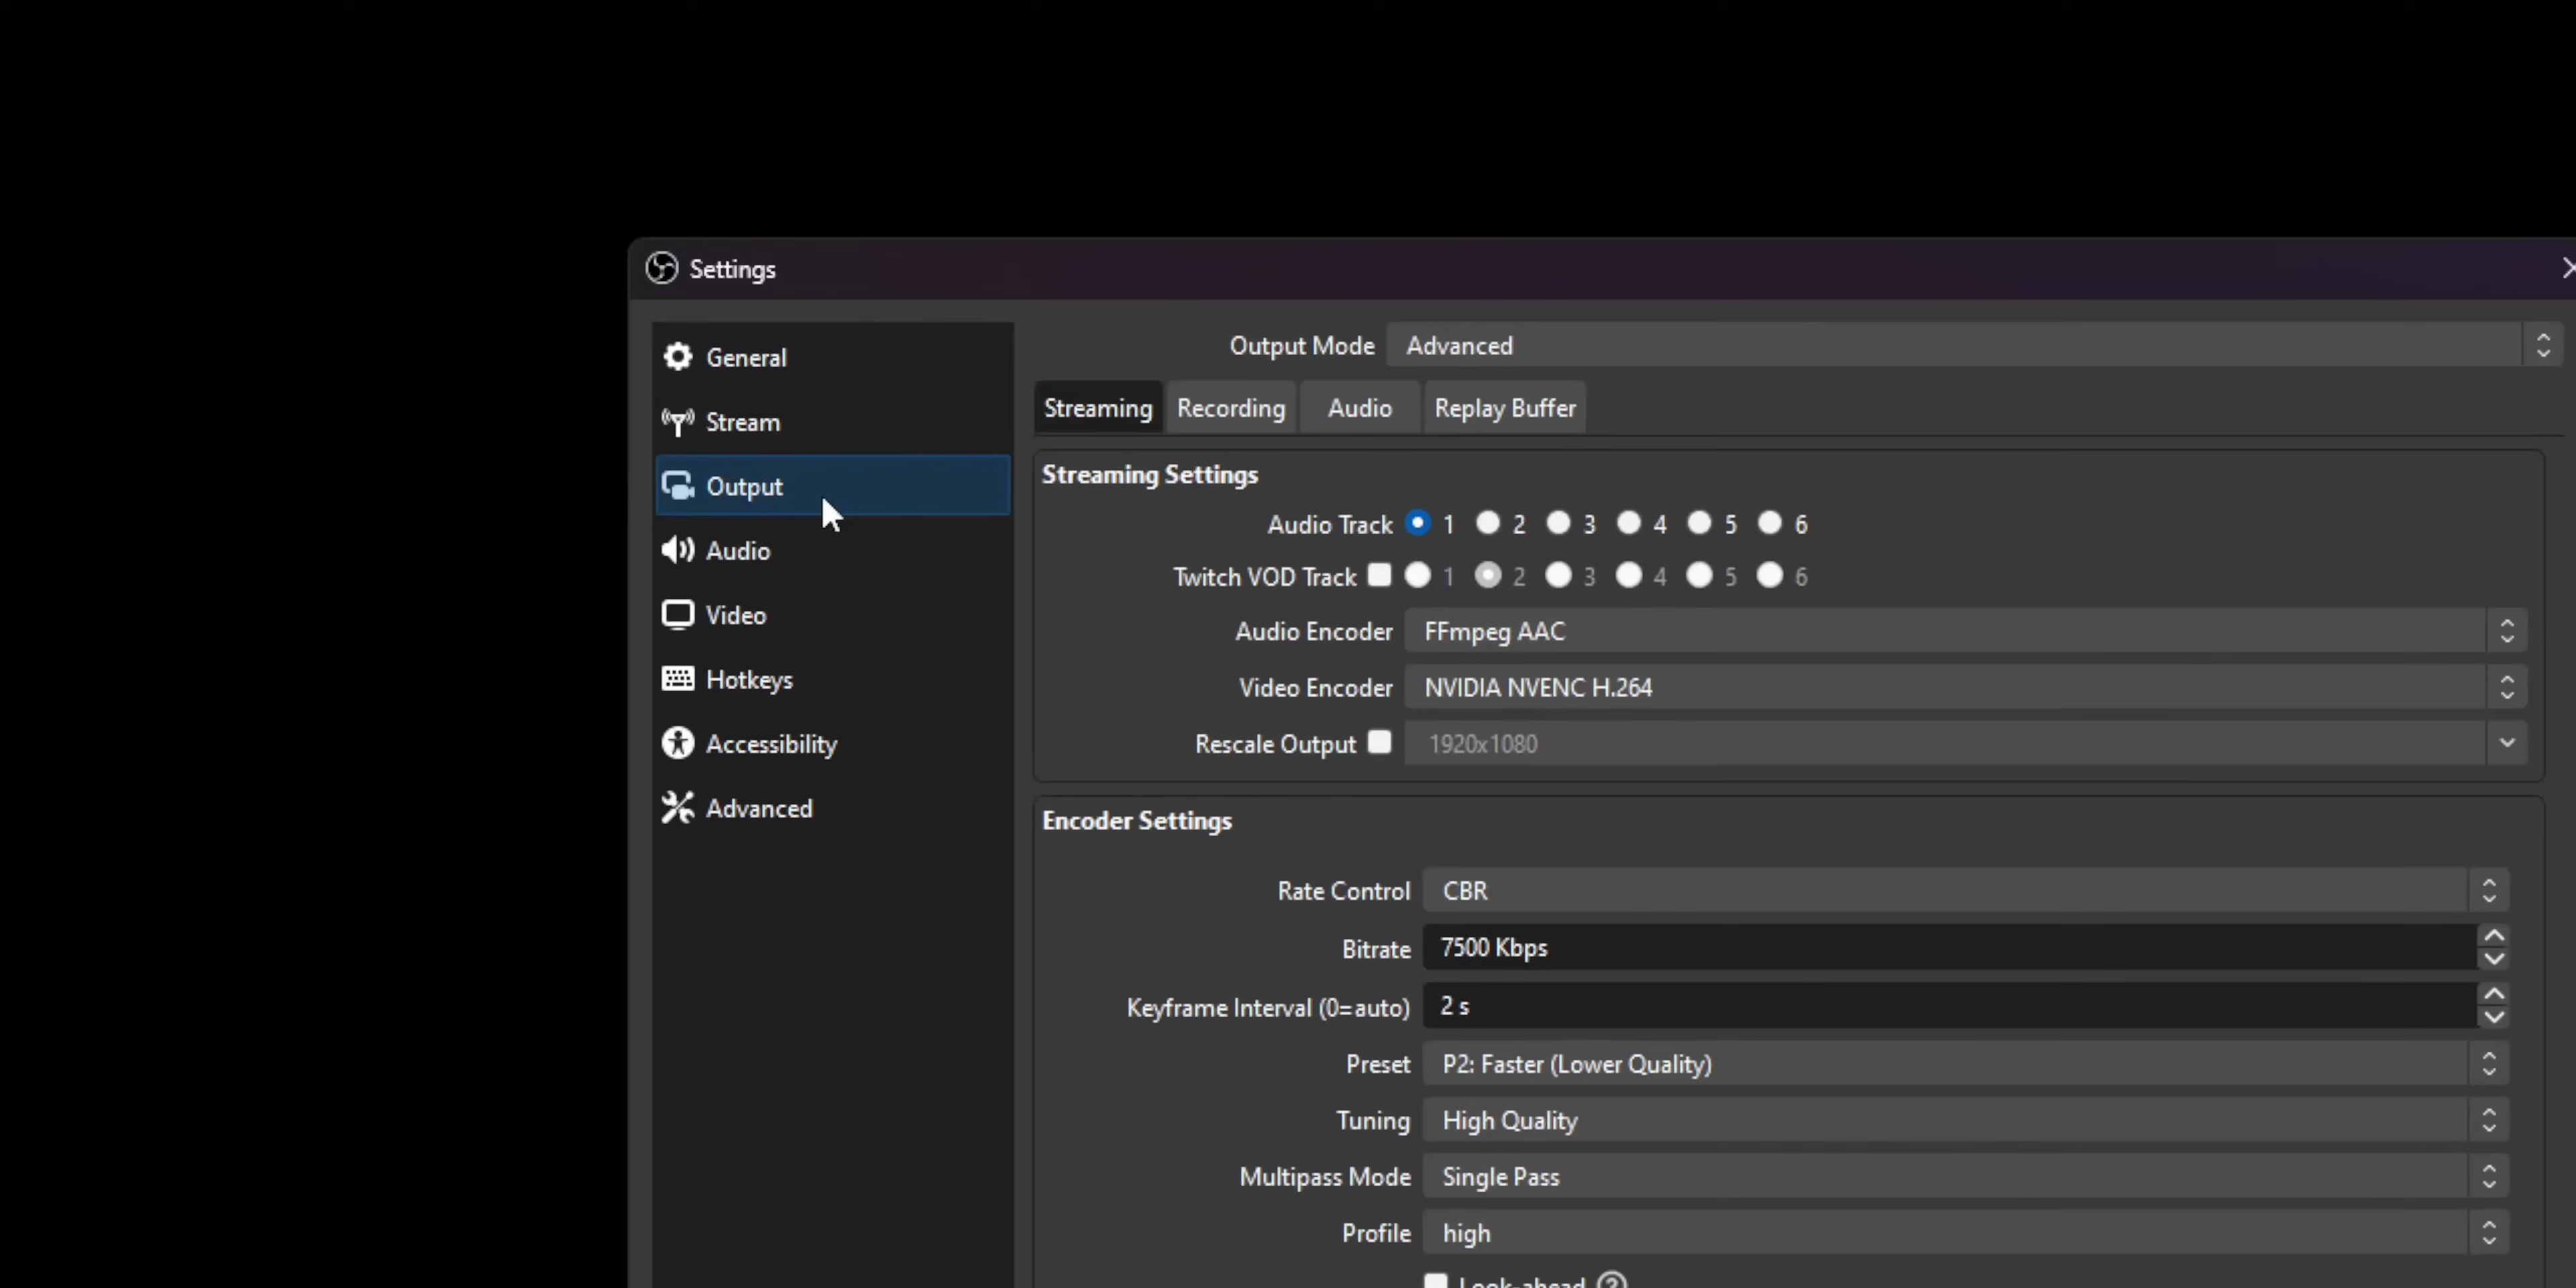 Settings
General
Stream
Output
Audio
Video
Hotkeys
Accessibility
Advanced
Output Mode Advanced
Streaming Recording Audio Replay Buffer
Streaming Settings
Audio Track 1 2 3 4 5 6
Twitch VOD Track 1 2 3 4 5 6
Audio Encoder FFmpeg AAC
Video Encoder NVIDIA NVENC H.264
Rescale Output 1920x1080
Encoder Settings
Rate Control CBR
Bitrate 7500 Kbps
Keyframe Interval (0=auto) 2 s
Preset P2: Faster (Lower Quality)
Tuning High Quality
Multipass Mode Single Pass
Profile high
Look-ahead